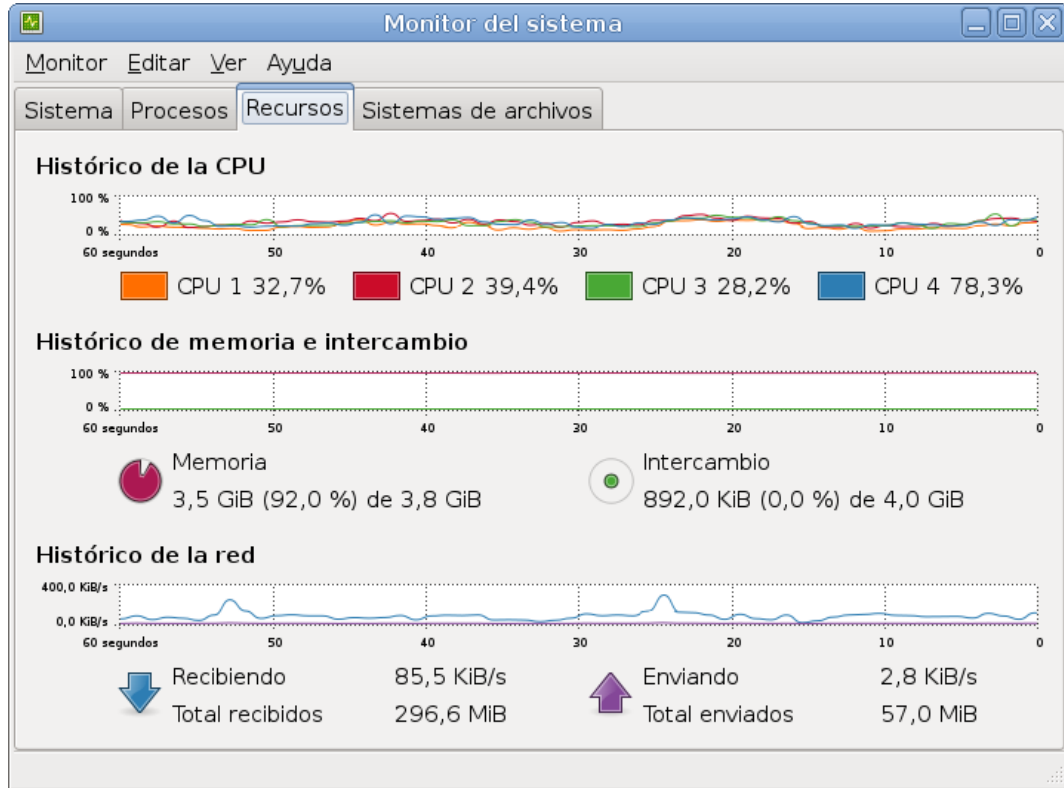 Monitor del sistema
Monitor Editar Ver Ayuda
Sistema Procesos Recursos Sistemas de archivos
Histórico de la CPU
100 %
0 %
60 segundos 50 40 30 20 10 0
CPU 1 32,7% CPU 2 39,4% CPU 3 28,2% CPU 4 78,3%
Histórico de memoria e intercambio
100 %
0 %
60 segundos 50 40 30 20 10 0
Memoria Intercambio
3,5 GiB (92,0 %) de 3,8 GiB 892,0 KiB (0,0 %) de 4,0 GiB
Histórico de la red
400,0 KiB/s
0,0 KiB/s
60 segundos 50 40 30 20 10 0
Recibiendo 85,5 KiB/s Enviando 2,8 KiB/s
Total recibidos 296,6 MiB Total enviados 57,0 MiB